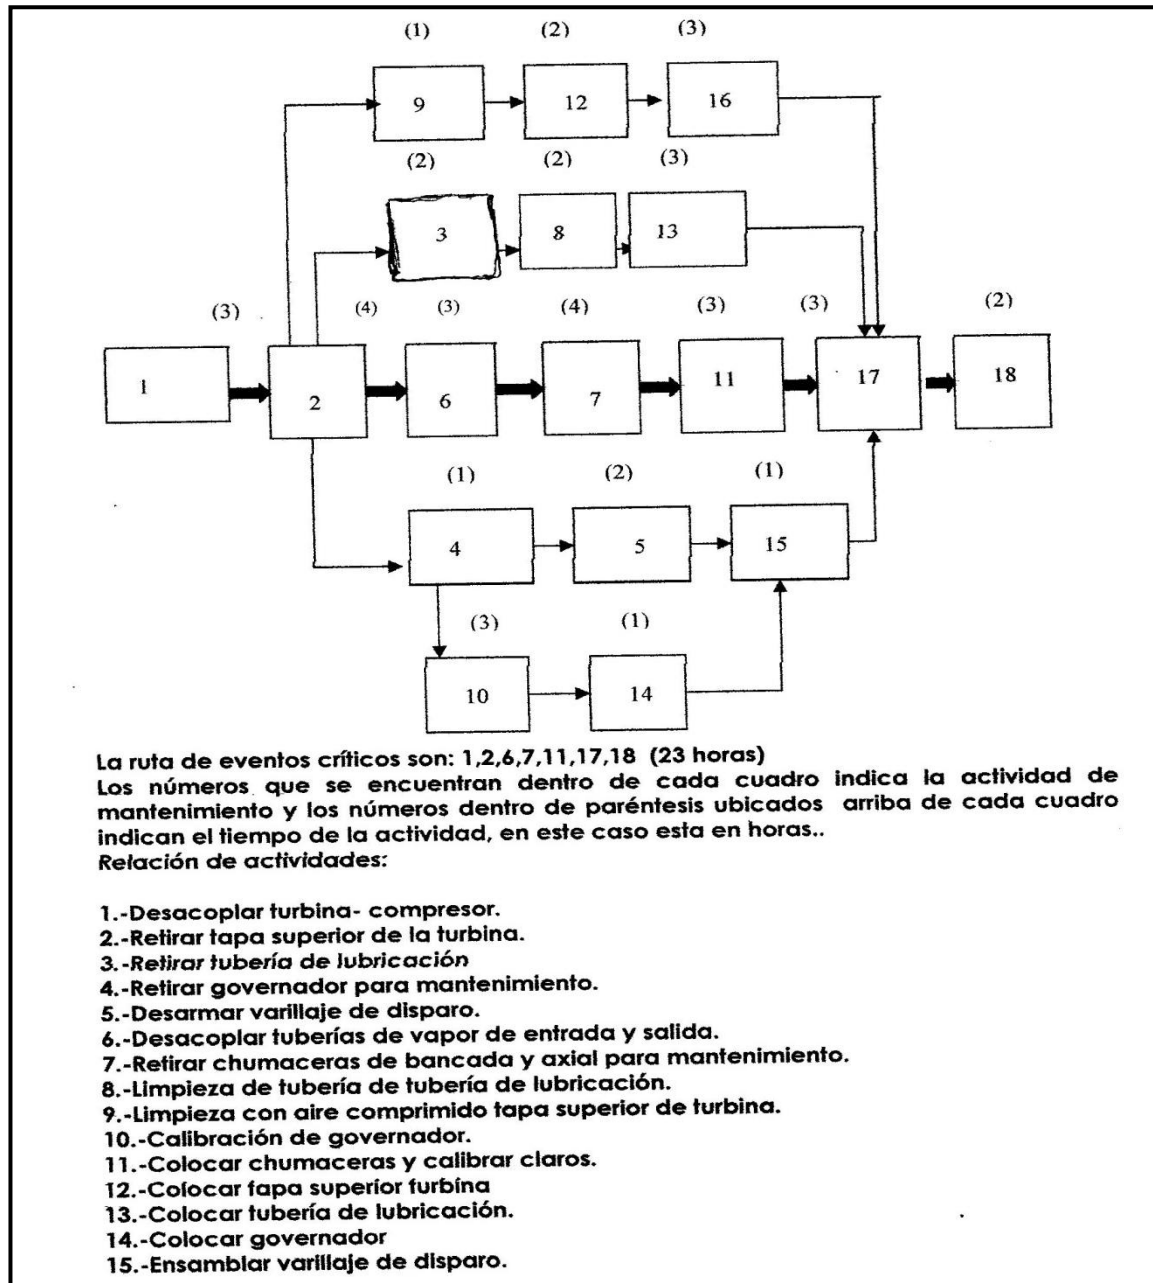 (1) (2) (3)
9 12 16
(2) (2) (3)
3 8 13
(3) (4) (3) (4) (3) (3) (2)
1 2 6 7 11 17 18
(1) (2) (1)
4 5 15
(3) (1)
10 14
La ruta de eventos críticos son: 1,2,6,7,11,17,18 (23 horas)
Los números que se encuentran dentro de cada cuadro indica la actividad de
mantenimiento y los números dentro de paréntesis ubicados arriba de cada cuadro
indican el tiempo de la actividad, en este caso esta en horas..
Relación de actividades:
1.-Desacoplar turbina- compresor.
2.-Retirar tapa superior de la turbina.
3.-Retirar tubería de lubricación
4.-Retirar governador para mantenimiento.
5.-Desarmar varillaje de disparo.
6.-Desacoplar tuberías de vapor de entrada y salida.
7.-Retirar chumaceras de bancada y axial para mantenimiento.
8.-Limpieza de tubería de tubería de lubricación.
9.-Limpieza con aire comprimido tapa superior de turbina.
10.-Calibración de governador.
11.-Colocar chumaceras y calibrar claros.
12.-Colocar tapa superior turbina
13.-Colocar tubería de lubricación.
14.-Colocar governador
15.-Ensamblar varillaje de disparo.